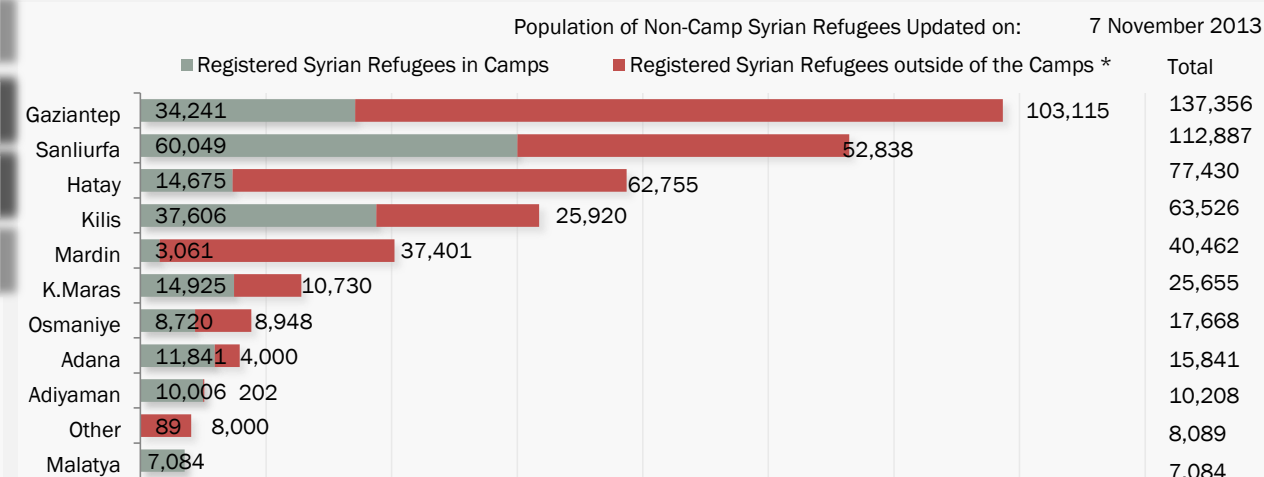 Population of Non-Camp Syrian Refugees Updated on: 7 November 2013
Registered Syrian Refugees in Camps Registered Syrian Refugees outside of the Camps * Total
Gaziantep 34,241 103,115 137,356
Sanliurfa 60,049 52,838 112,887
Hatay 14,675 62,755 77,430
Kilis 37,606 25,920 63,526
Mardin 3,061 37,401 40,462
K.Maras 14,925 10,730 25,655
Osmaniye 8,720 8,948 17,668
Adana 11,841 4,000 15,841
Adiyaman 10,006 202 10,208
Other 89 8,000 8,089
Malatya 7,084 7,084